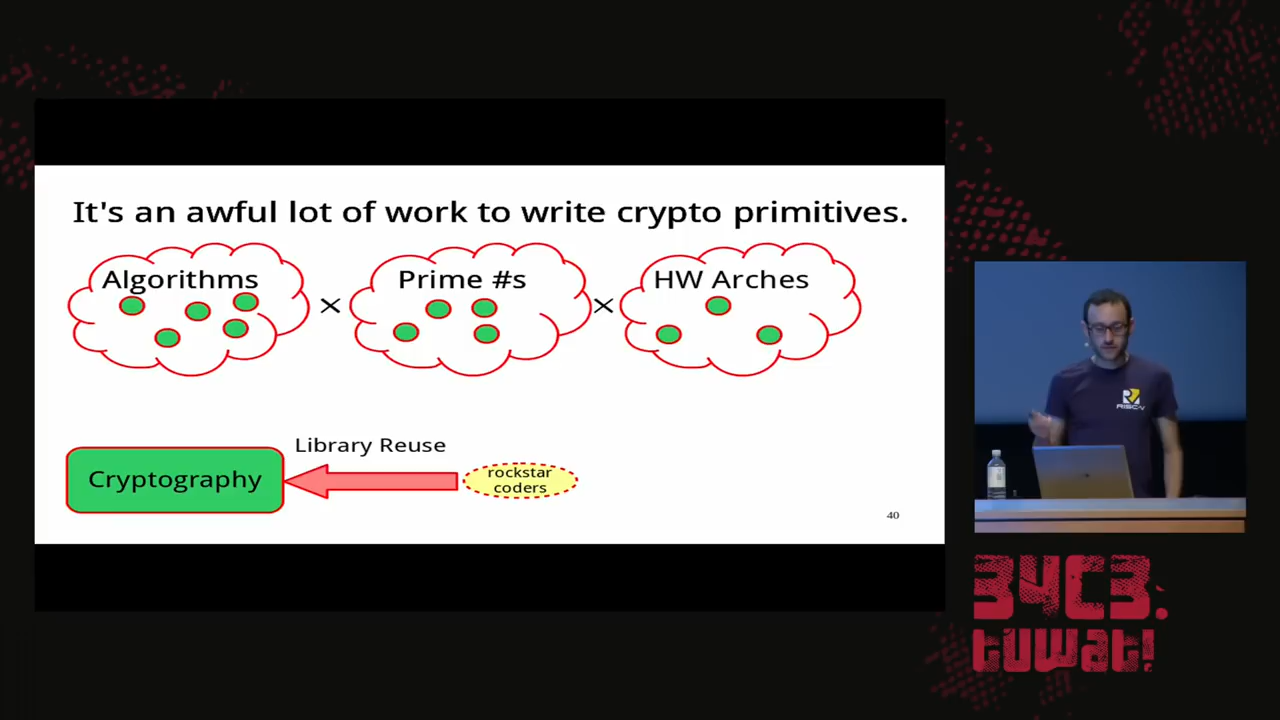 It's an awful lot of work to write crypto primitives.
Algorithms
×
Prime #s
×
HW Arches
Library Reuse
Cryptography
rockstar
coders
40
RISC-V
34C3.
tuwat!